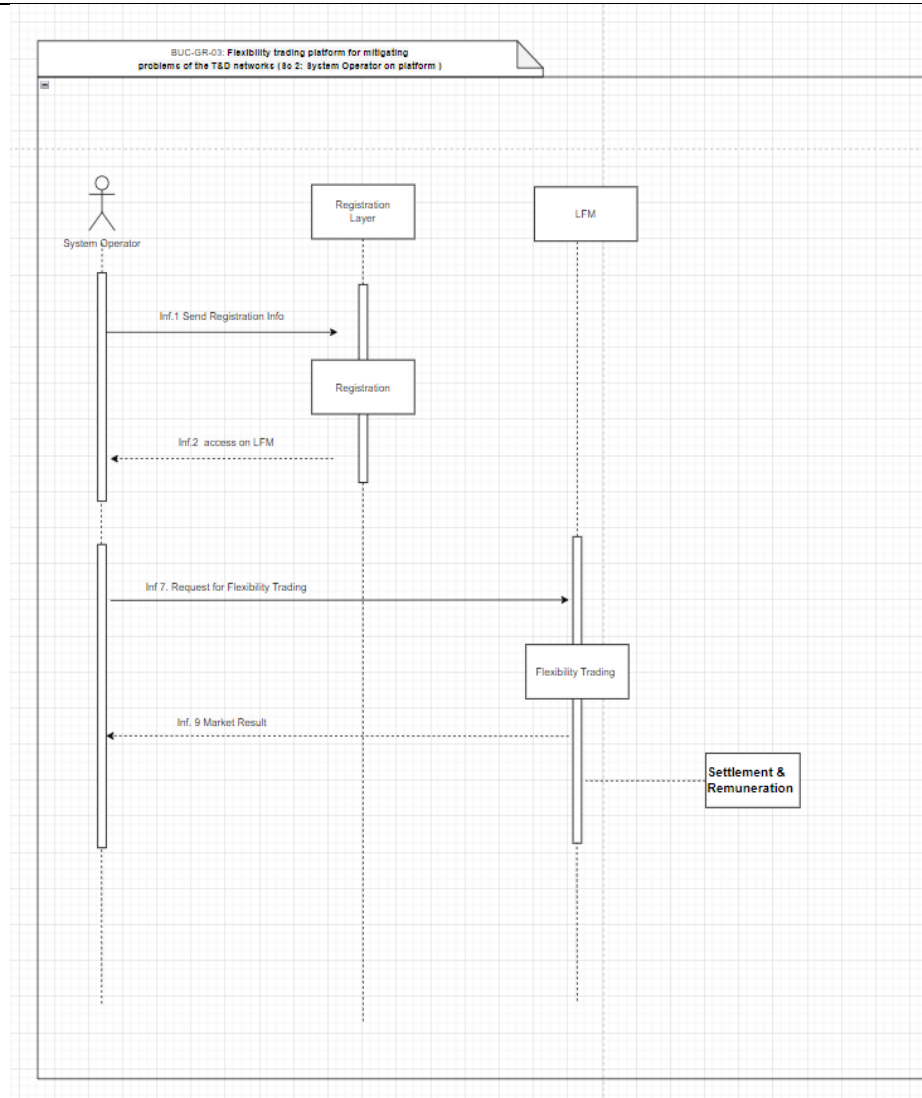 BUC-GR-03: Flexibility trading platform for mitigating
problems of the T&D networks ( So 2: System Operator on platform )
System Operator
Registration
Layer
LFM
Inf.1 Send Registration Info
Registration
Inf.2 access on LFM
Inf 7. Request for Flexibility Trading
Flexibility Trading
Inf. 9 Market Result
Settlement &
Remuneration